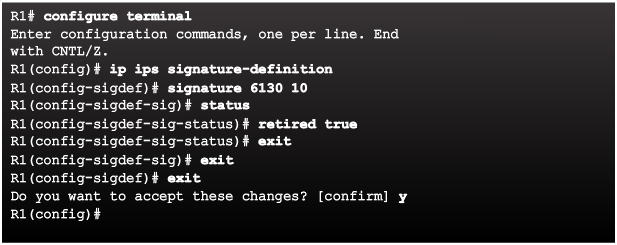 R1# configure terminal
Enter configuration commands, one per line. End
with CNTL/Z.
R1(config)# ip ips signature-definition
R1(config-sigdef)# signature 6130 10
R1(config-sigdef-sig)# status
R1(config-sigdef-sig-status)# retired true
R1(config-sigdef-sig-status)# exit
R1(config-sigdef-sig)# exit
R1(config-sigdef)# exit
Do you want to accept these changes? [confirm] y
R1(config)#